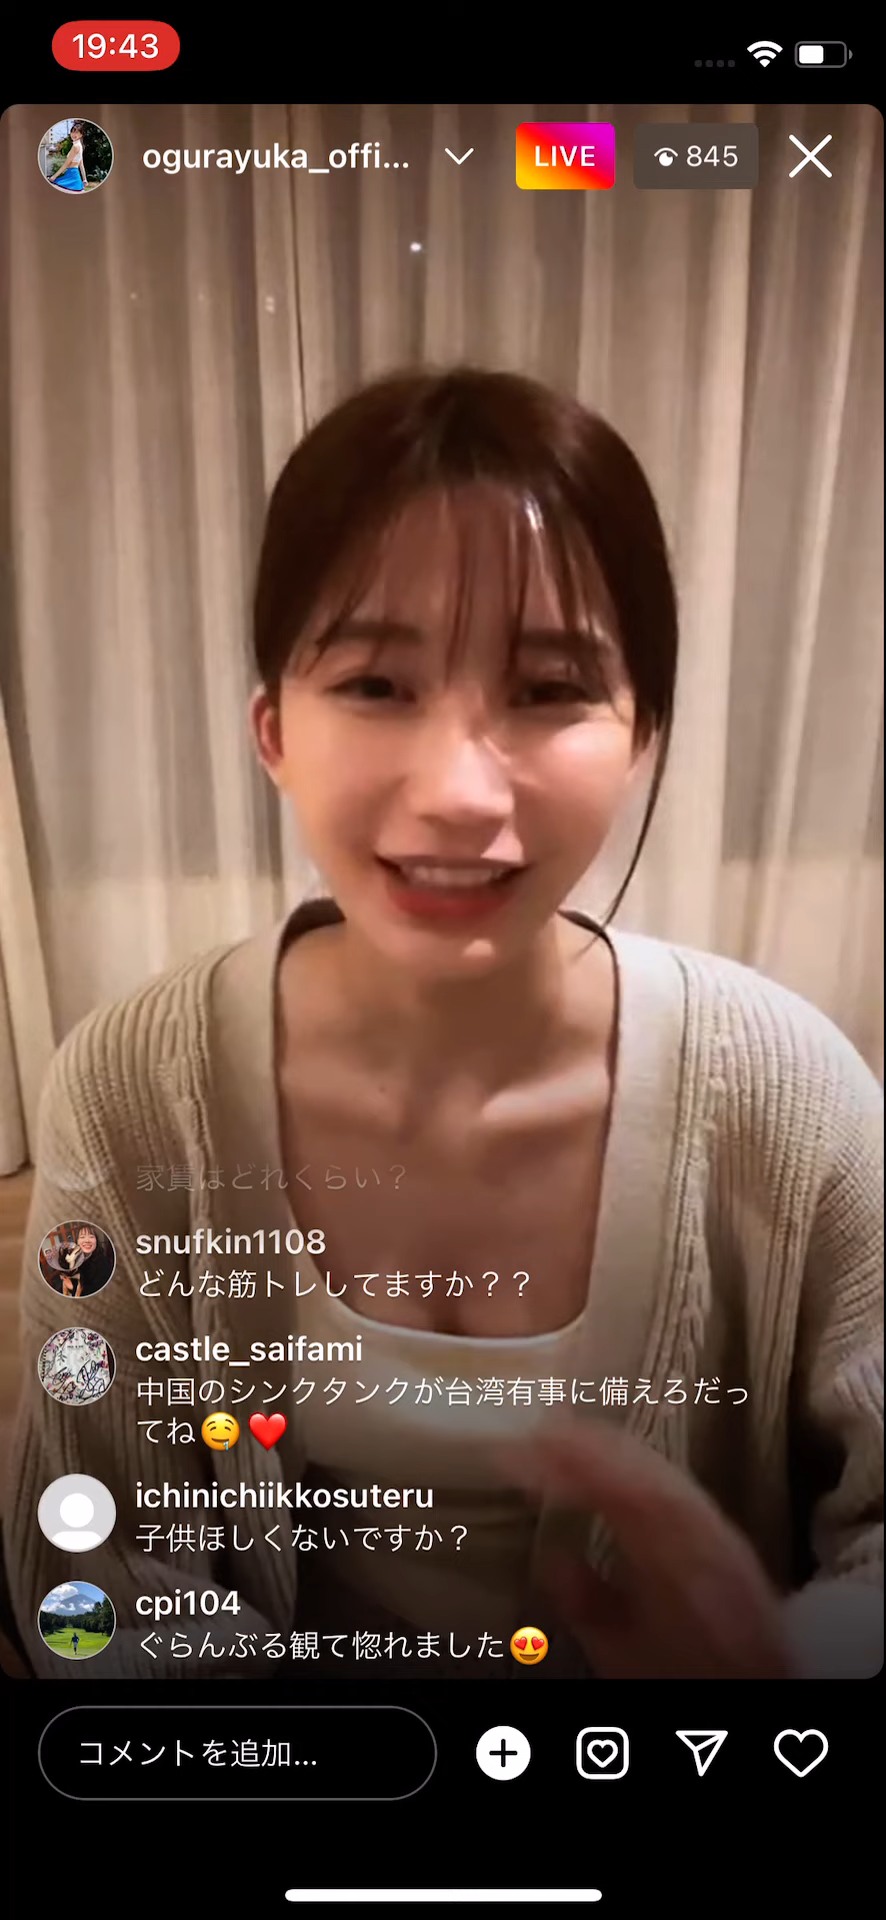 19:43
ogurayuka_offi...
LIVE
845
家賃はどれくらい？
snufkin1108
どんな筋トレしてますか？？
castle_saifami
中国のシンクタンクが台湾有事に備えろだっ
てね🤤❤️
ichinichiikkosuteru
子供ほしくないですか？
cpi104
ぐらんぶる観て惚れました😍
コメントを追加...